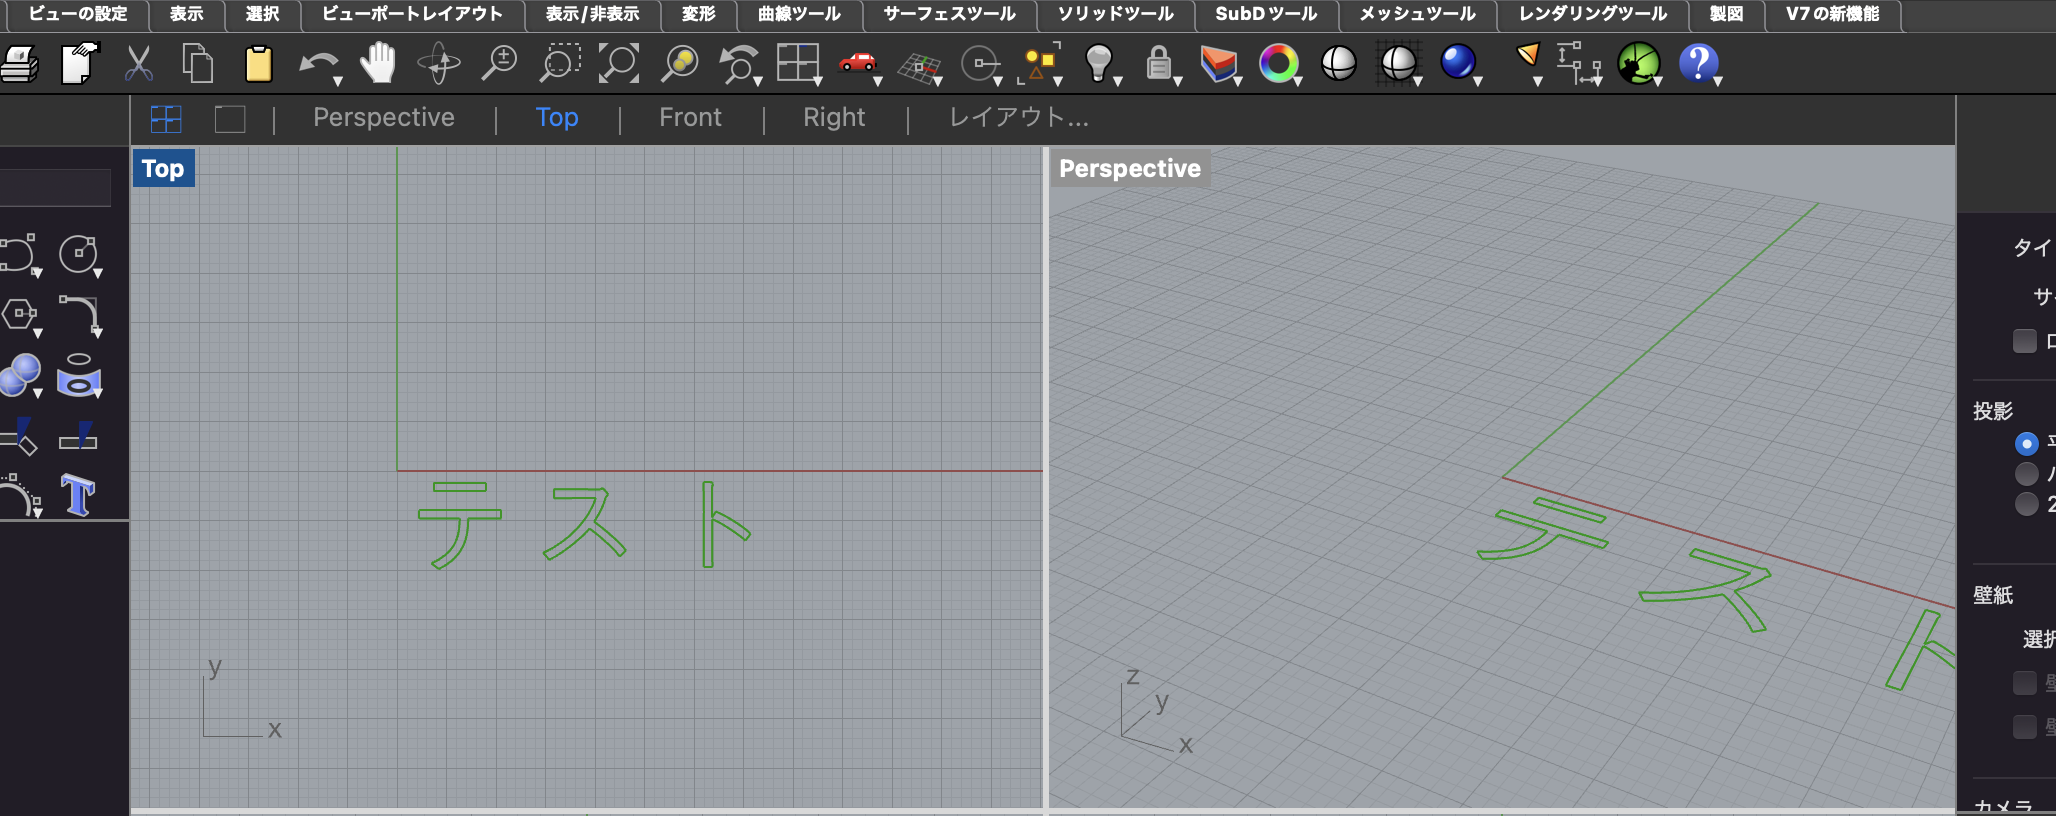 ビューの設定 表示 選択 ビューポートレイアウト 表示/非表示 変形 曲線ツール サーフェスツール ソリッドツール SubDツール メッシュツール レンダリングツール 製図 V7の新機能
Perspective | Top | Front | Right | レイアウト...
Top
テスト
y
x
Perspective
テスト
z
y
x
タイ
サ
投影
2
壁紙
選択
カメラ